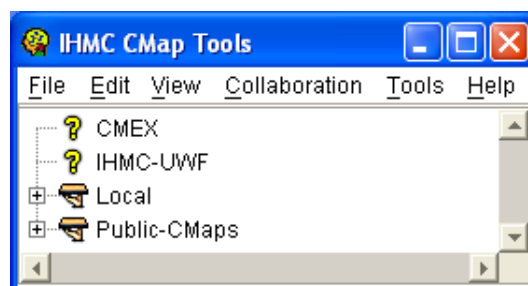 IHMC CMap Tools
File Edit View Collaboration Tools Help
CMEX
IHMC-UWF
Local
Public-CMaps